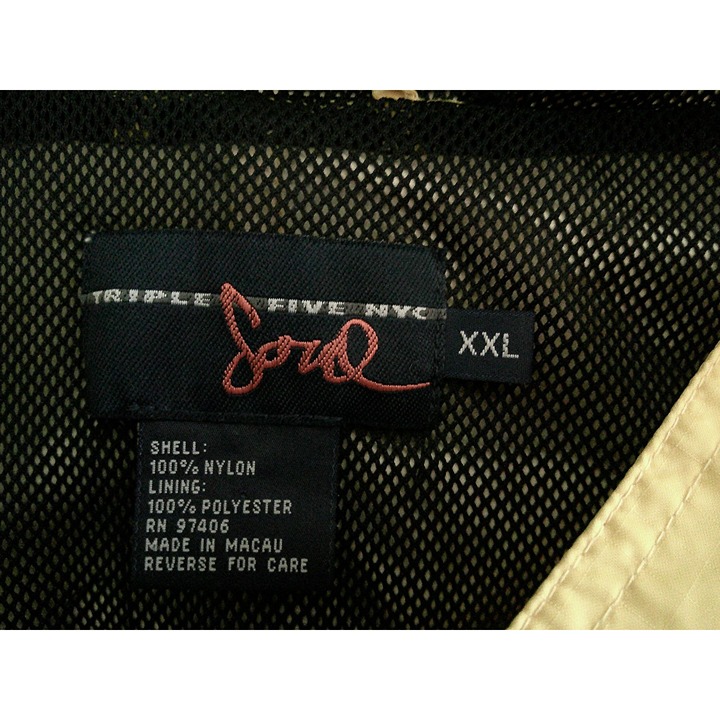 TRIPLE FIVE NYC
Soul
XXL
SHELL:
100% NYLON
LINING:
100% POLYESTER
RN 97406
MADE IN MACAU
REVERSE FOR CARE